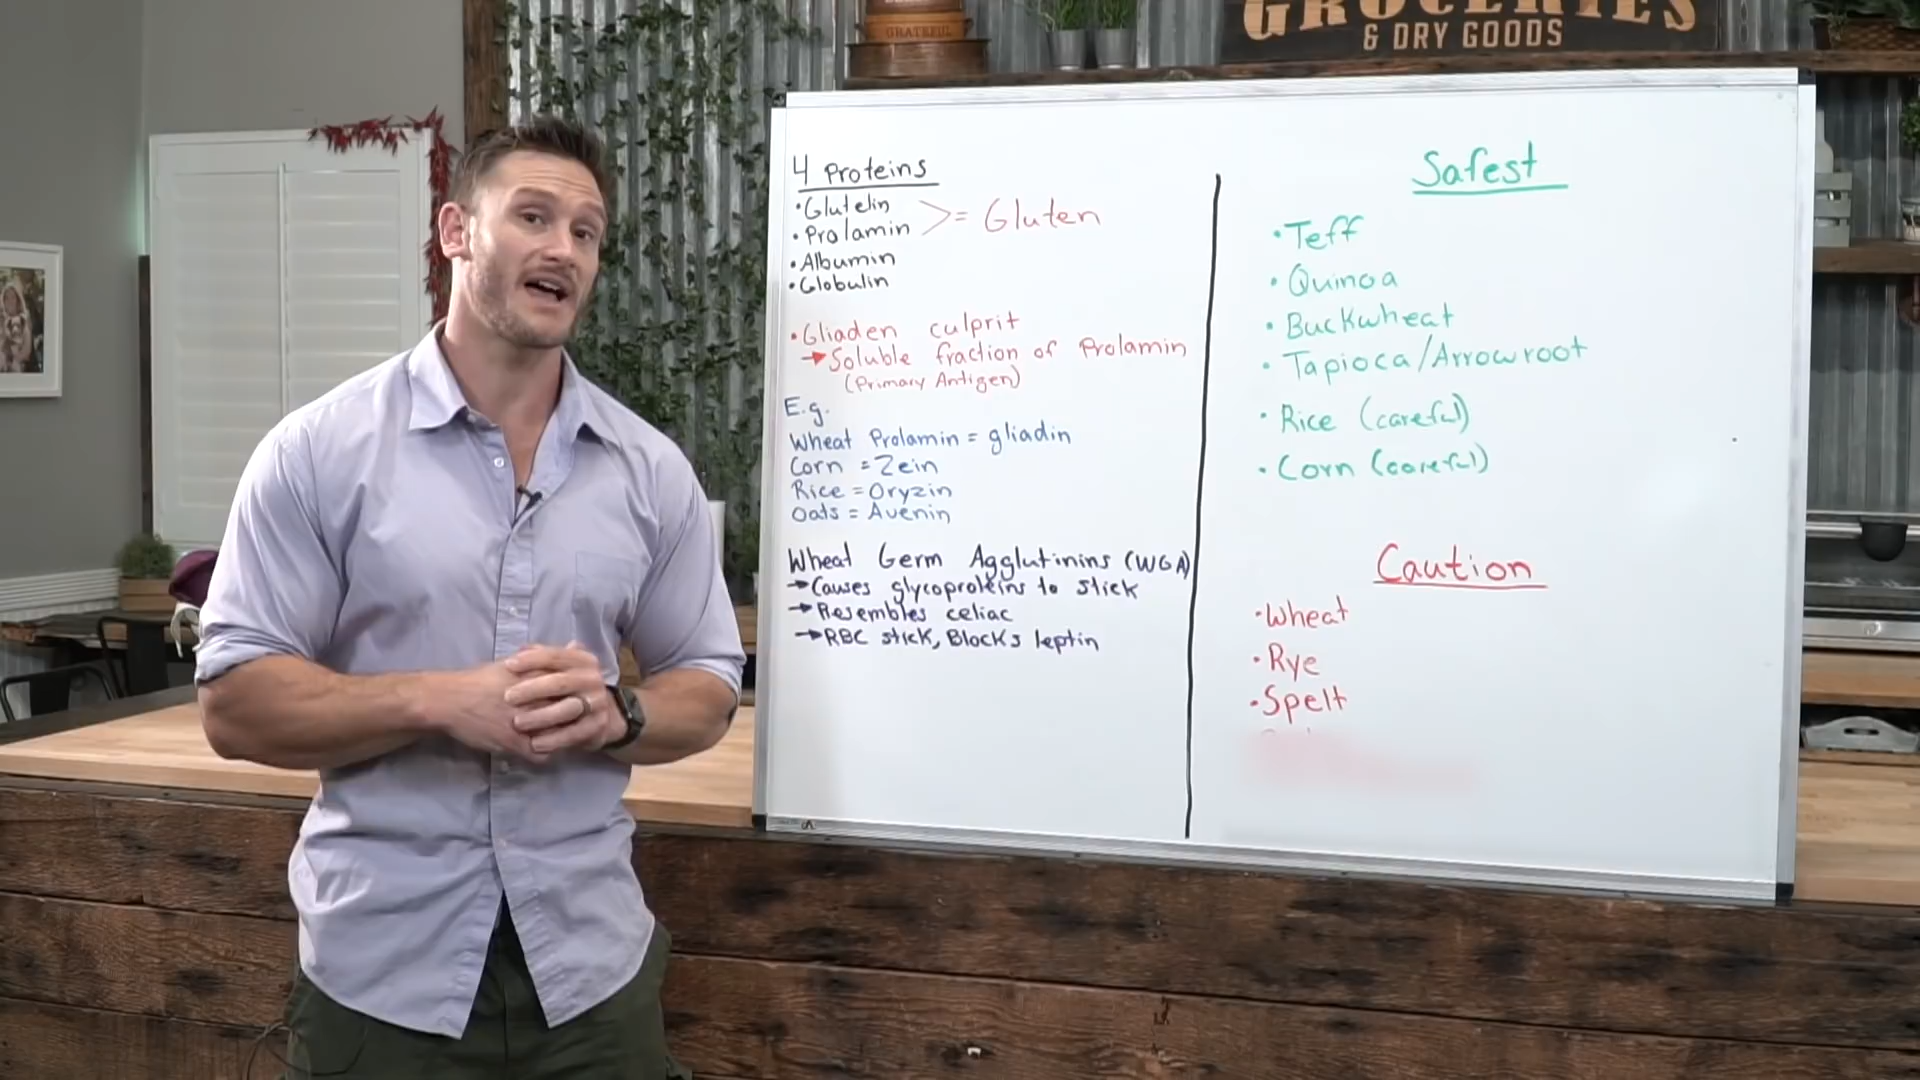 GRATEFUL
GROCERIES
& DRY GOODS
4 Proteins
• Glutelin
• Prolamin
>= Gluten
• Albumin
• Globulin
• Gliaden culprit
→ Soluble fraction of Prolamin
(Primary Antigen)
E.g.
Wheat Prolamin = gliadin
Corn = Zein
Rice = Oryzin
Oats = Avenin
Wheat Germ Agglutinins (WGA)
→ Causes glycoproteins to stick
→ Resembles celiac
→ RBC stick, Blocks leptin
Safest
• Teff
• Quinoa
• Buckwheat
• Tapioca/Arrowroot
• Rice (careful)
• Corn (careful)
Caution
• Wheat
• Rye
• Spelt